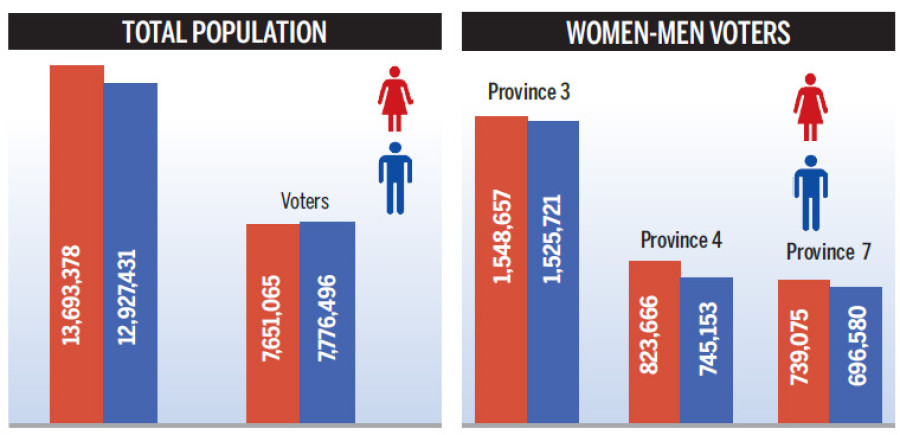 TOTAL POPULATION
13,693,378
12,927,431
Voters
7,651,065
7,776,496
WOMEN-MEN VOTERS
Province 3
1,548,657
1,525,721
Province 4
823,666
745,153
Province 7
739,075
696,580